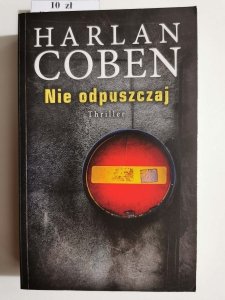 10 zł
HARLAN
COBEN
Nie odpuszczaj
Thriller